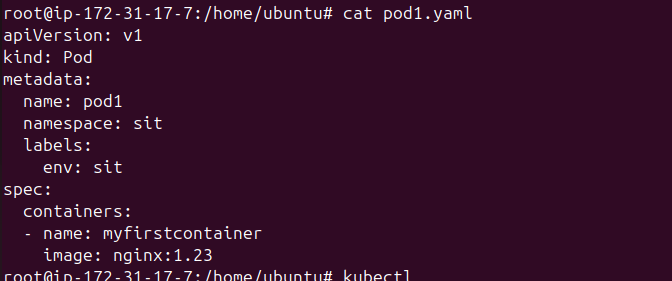 root@ip-172-31-17-7:/home/ubuntu# cat pod1.yaml
apiVersion: v1
kind: Pod
metadata:
  name: pod1
  namespace: sit
  labels:
    env: sit
spec:
  containers:
  - name: myfirstcontainer
    image: nginx:1.23
root@ip-172-31-17-7:/home/ubuntu# kubectl